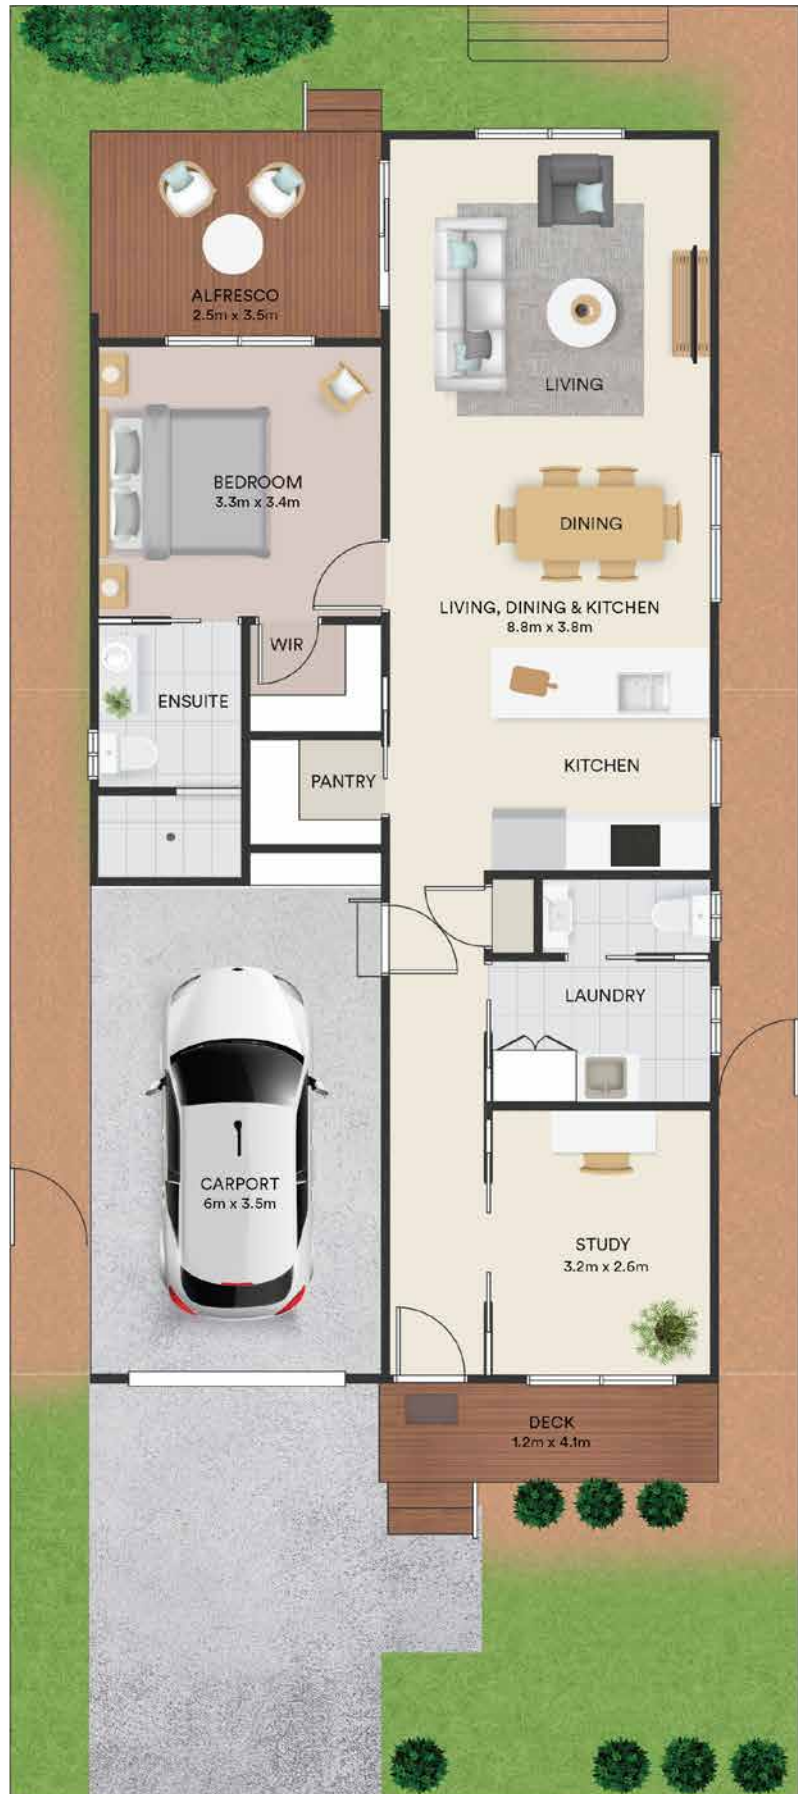 ALFRESCO
2.5m x 3.5m
LIVING
BEDROOM
3.3m x 3.4m
DINING
LIVING, DINING & KITCHEN
8.8m x 3.8m
WIR
ENSUITE
KITCHEN
PANTRY
LAUNDRY
CARPORT
6m x 3.5m
STUDY
3.2m x 2.6m
DECK
1.2m x 4.1m